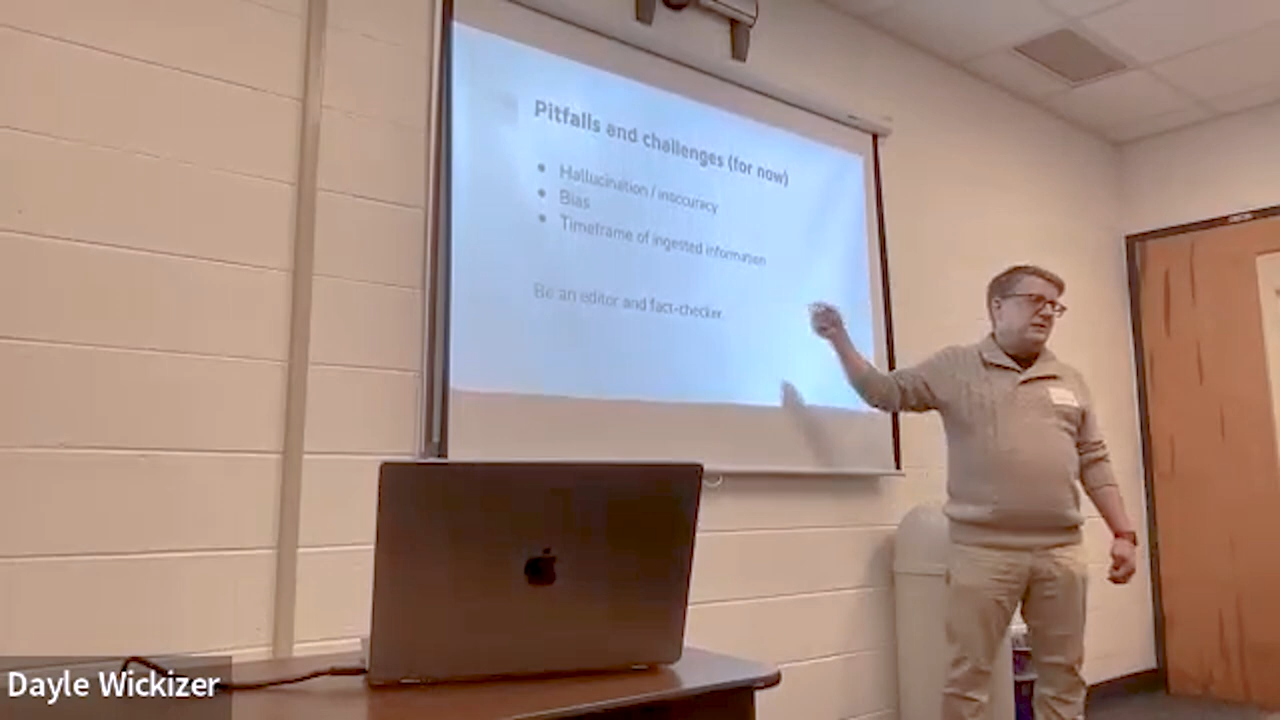 Pitfalls and challenges (for now)
• Hallucination / inaccuracy
• Bias
• Timeframe of ingested information
Be an editor and fact-checker.
Dayle Wickizer